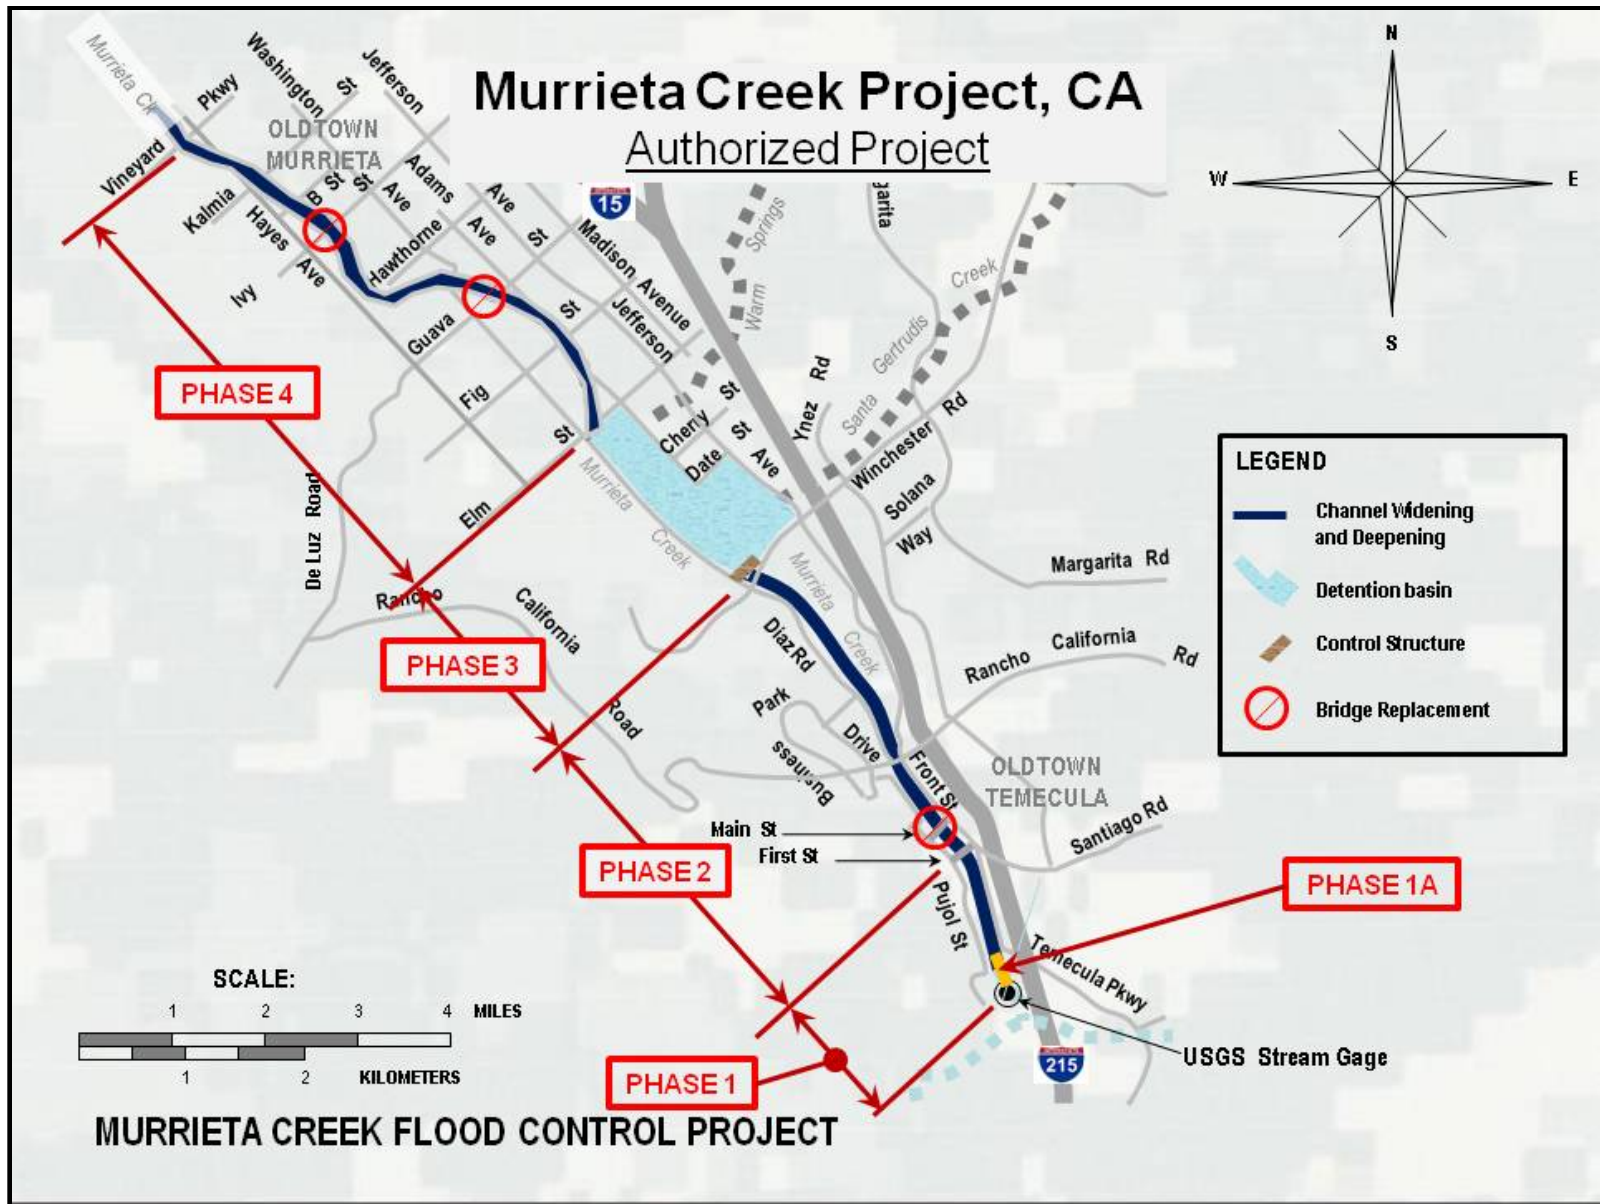 Murrieta Creek Project, CA
Authorized Project
N
W
E
S
Murrieta Ck
Pkwy
Vineyard
Washington
St
Jefferson
OLDTOWN
MURRIETA
Kalmia
B
St
St
Ave
Adams
Ave
Ave
St
Hayes
Ave
Ivy
Hawthorne
Guava
Fig
St
Elm
St
Madison
Avenue
Jefferson
15
Warm
Springs
garita
Santa
Gertrudis
Creek
Ynez
Rd
Winchester
Rd
Cherry
St
Date
St
Ave
Solana
Way
Murrieta
Creek
Murrieta
Creek
Margarita Rd
De Luz Road
Rancho
California
Road
Diaz Rd
Park
Drive
Business
Rancho California Rd
Front St
OLDTOWN
TEMECULA
Santiago Rd
Main St
First St
Pujol St
Temecula Pkwy
USGS Stream Gage
INTERSTATE
215
PHASE 4
PHASE 3
PHASE 2
PHASE 1A
PHASE 1
LEGEND
Channel Widening
and Deepening
Detention basin
Control Structure
Bridge Replacement
SCALE:
1 2 3 4 MILES
1 2 KILOMETERS
MURRIETA CREEK FLOOD CONTROL PROJECT